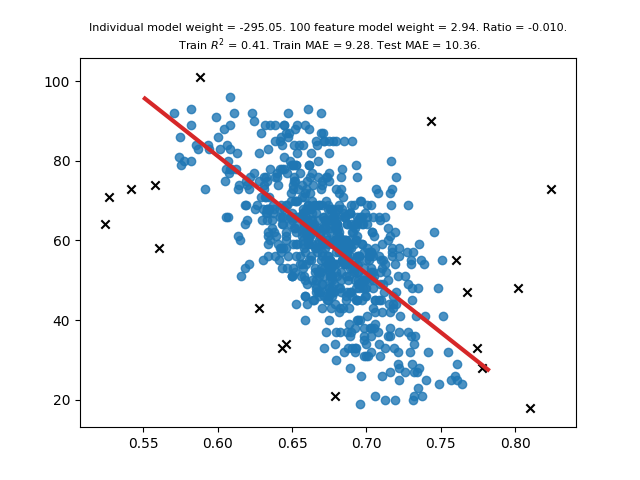 Individual model weight = -295.05. 100 feature model weight = 2.94. Ratio = -0.010.
Train R² = 0.41. Train MAE = 9.28. Test MAE = 10.36.
100
80
60
40
20
0.55 0.60 0.65 0.70 0.75 0.80